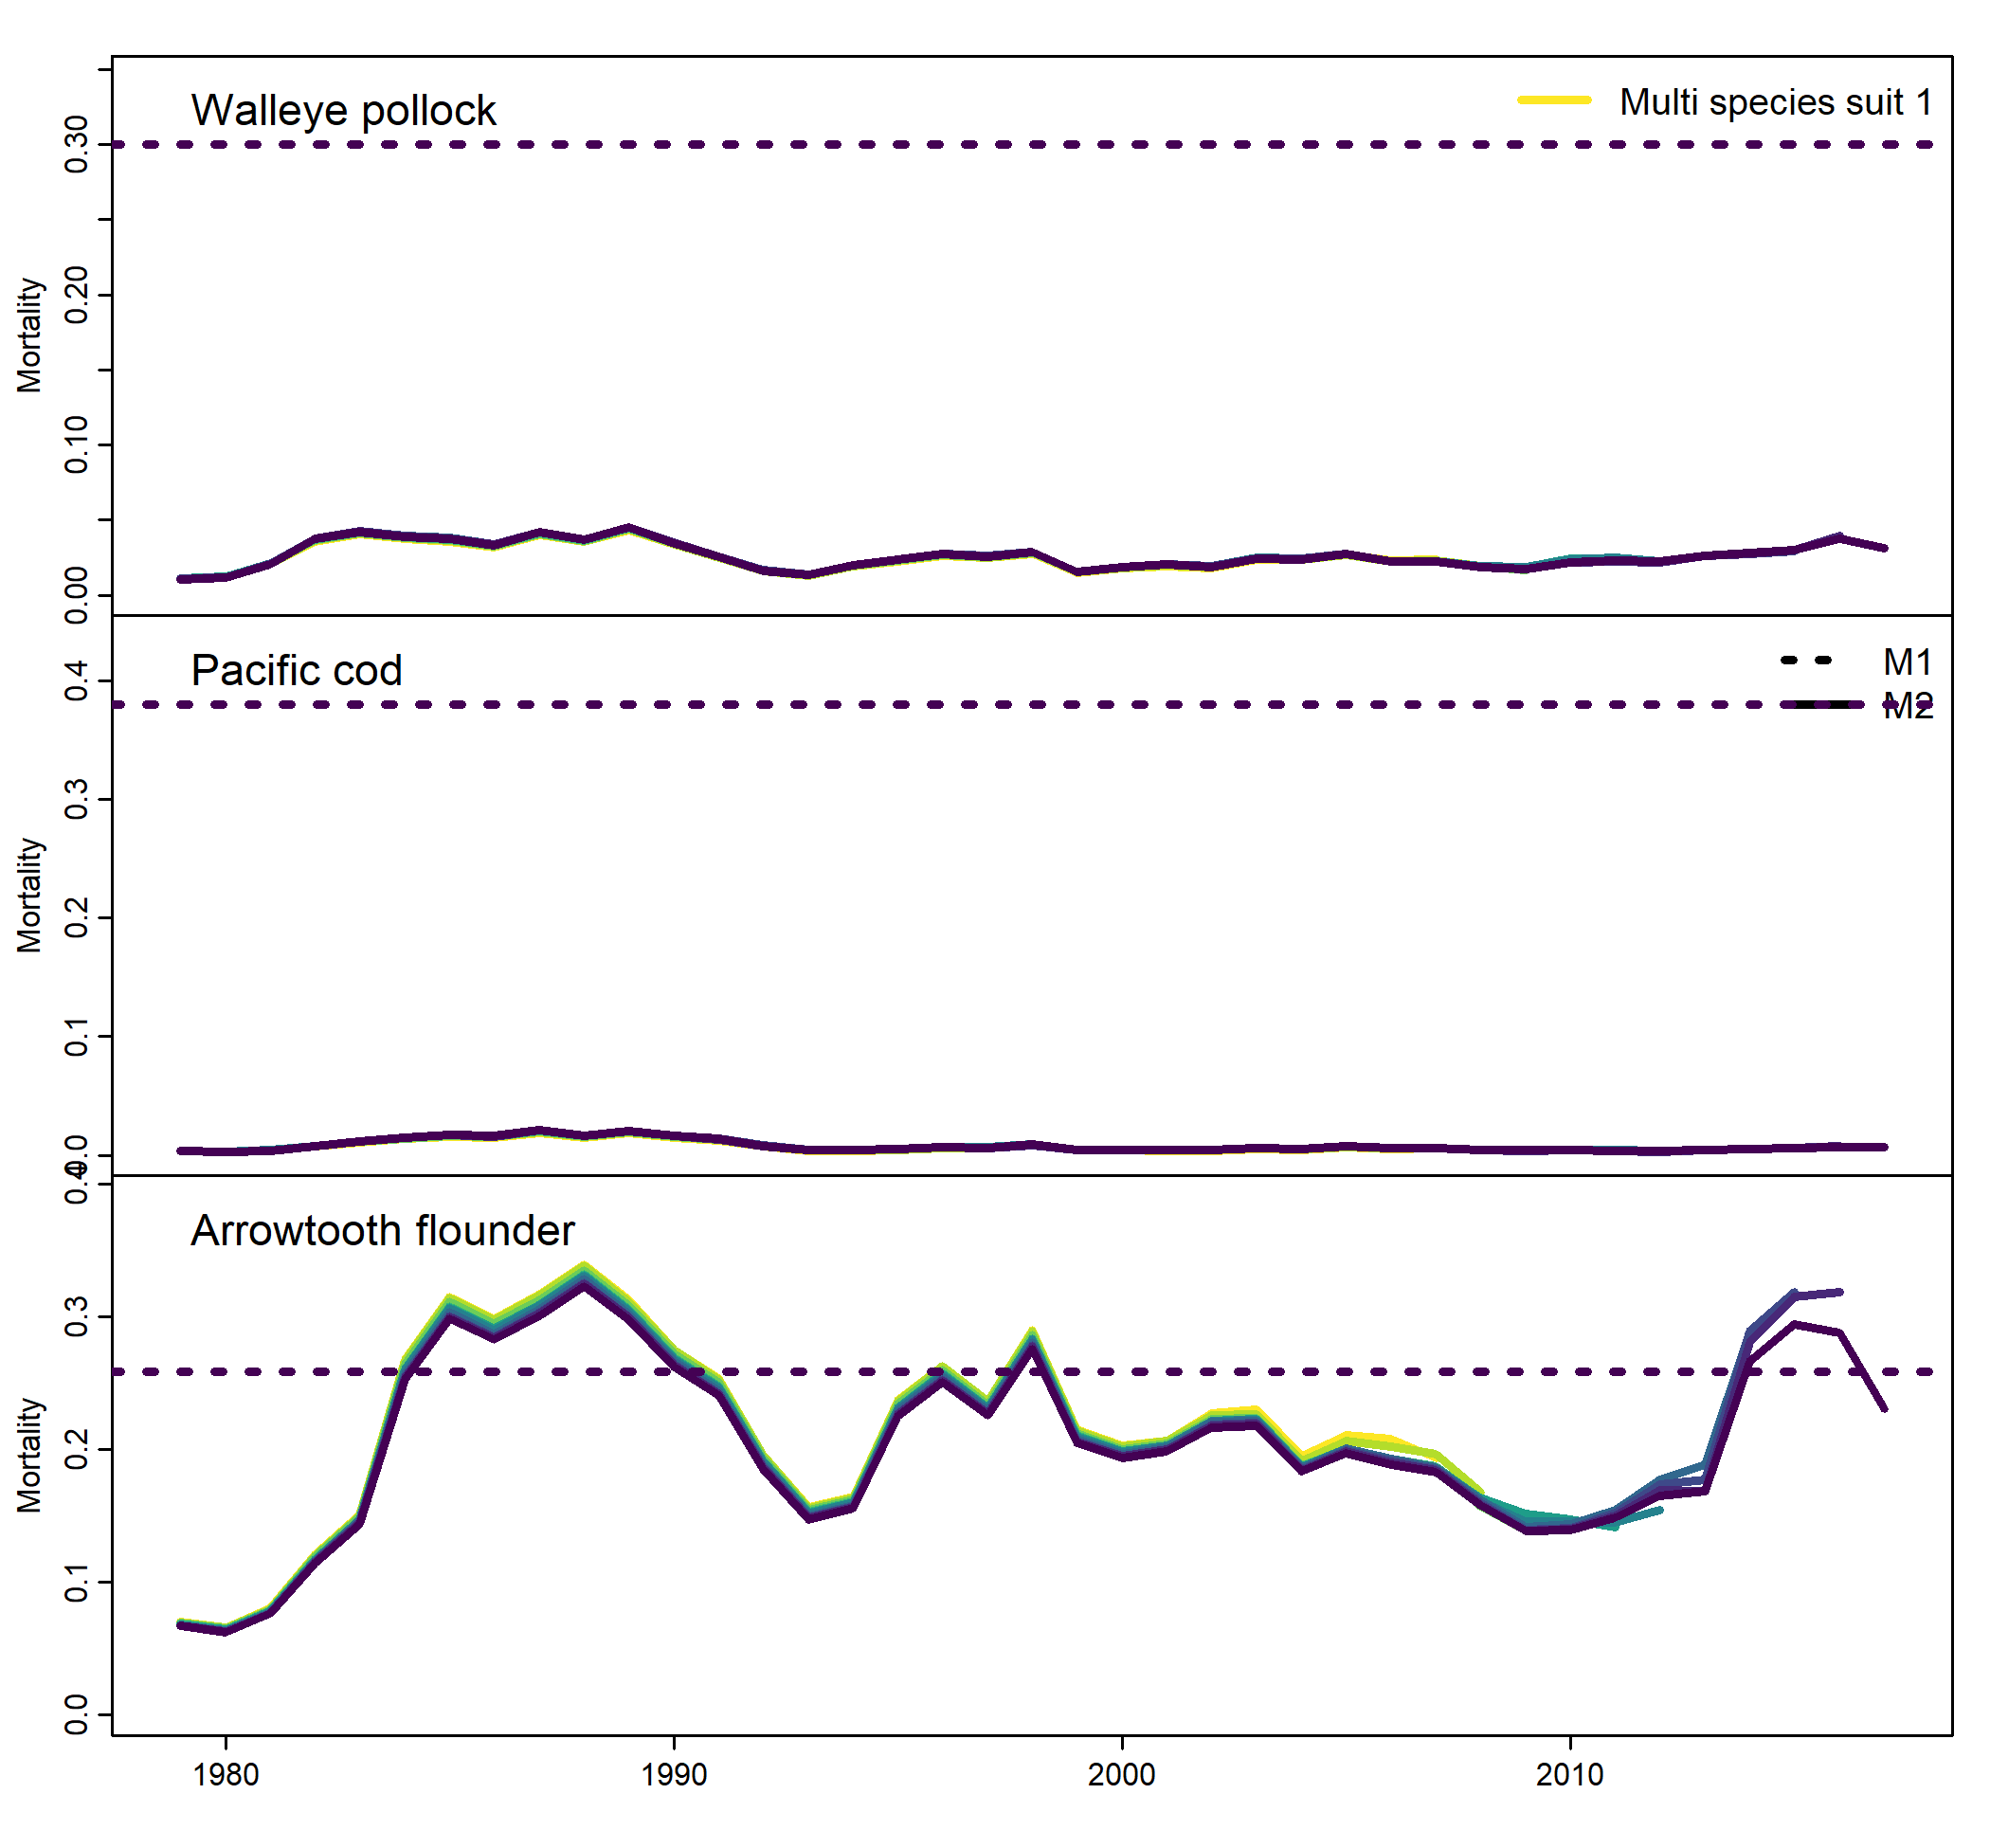 Walleye pollock
Multi species suit 1
Mortality
0.30
0.20
0.10
0.00
Pacific cod
M1
M2
Mortality
0.4
0.3
0.2
0.1
0.0
Arrowtooth flounder
Mortality
0.4
0.3
0.2
0.1
0.0
1980 1990 2000 2010